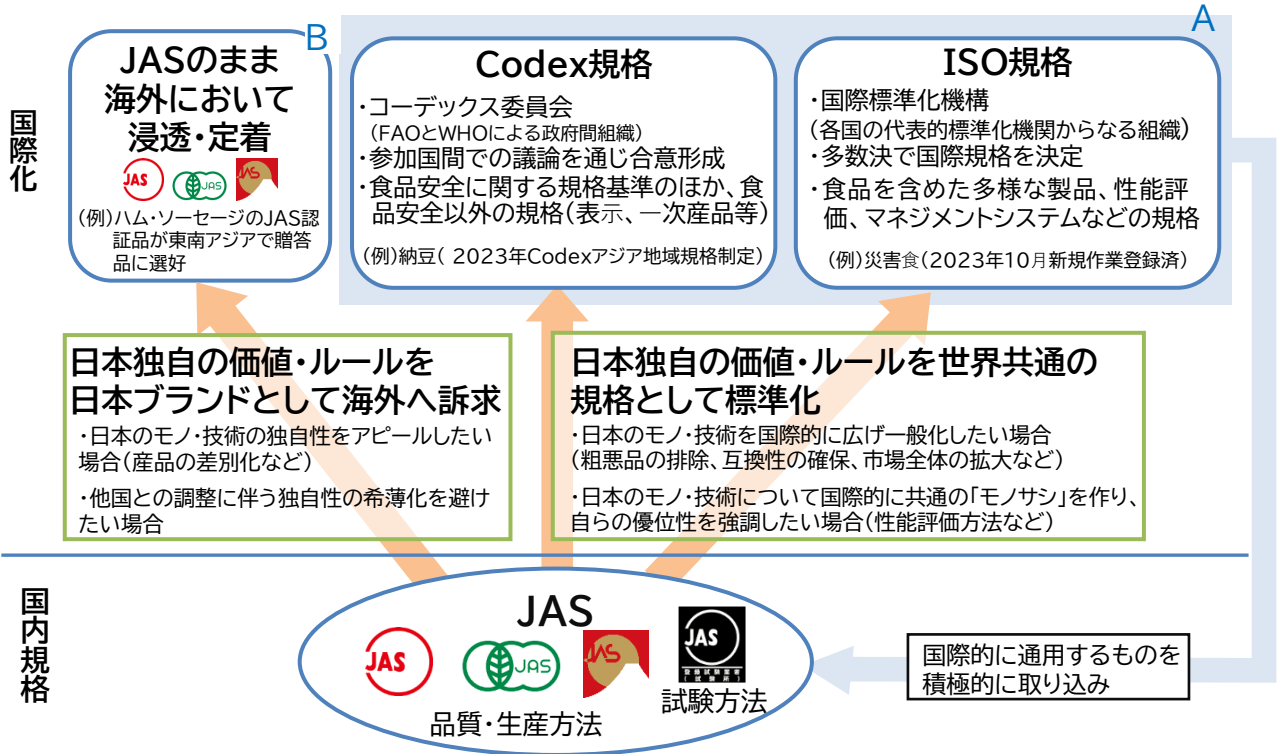 国際化
B
JASのまま
海外において
浸透・定着
JAS
JAS
JAS
(例)ハム・ソーセージのJAS認
証品が東南アジアで贈答
品に選好
A
Codex規格
・コーデックス委員会
(FAOとWHOによる政府間組織)
・参加国間での議論を通じ合意形成
・食品安全に関する規格基準のほか、食
品安全以外の規格(表示、一次産品等)
(例)納豆( 2023年Codexアジア地域規格制定)
ISO規格
・国際標準化機構
(各国の代表的標準化機関からなる組織)
・多数決で国際規格を決定
・食品を含めた多様な製品、性能評
価、マネジメントシステムなどの規格
(例)災害食(2023年10月新規作業登録済)
日本独自の価値・ルールを
日本ブランドとして海外へ訴求
・日本のモノ・技術の独自性をアピールしたい
場合(産品の差別化など)
・他国との調整に伴う独自性の希薄化を避け
たい場合
日本独自の価値・ルールを世界共通の
規格として標準化
・日本のモノ・技術を国際的に広げ一般化したい場合
(粗悪品の排除、互換性の確保、市場全体の拡大など)
・日本のモノ・技術について国際的に共通の「モノサシ」を作り、
自らの優位性を強調したい場合(性能評価方法など)
国内規格
JAS
JAS
JAS
JAS
JAS
品質・生産方法
試験方法
国際的に通用するものを
積極的に取り込み